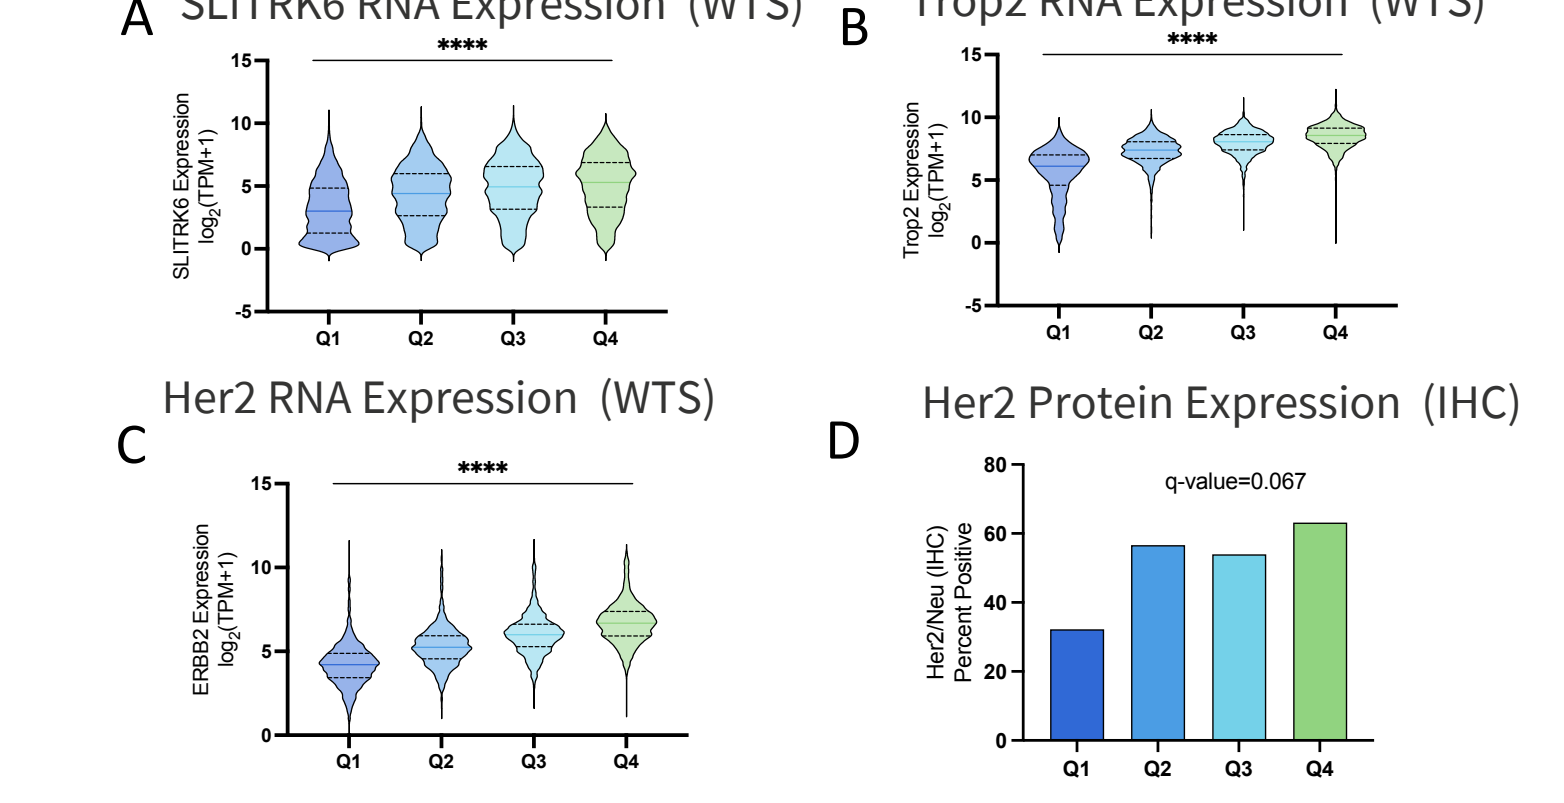 A
SLITRK6 RNA Expression (WTS)
****
15
10
5
0
-5
SLITRK6 Expression
log2(TPM+1)
Q1 Q2 Q3 Q4
B
Trop2 RNA Expression (WTS)
****
15
10
5
0
-5
Trop2 Expression
log2(TPM+1)
Q1 Q2 Q3 Q4
Her2 RNA Expression (WTS)
C
****
15
10
5
0
ERBB2 Expression
log2(TPM+1)
Q1 Q2 Q3 Q4
Her2 Protein Expression (IHC)
D
q-value=0.067
80
60
40
20
0
Her2/Neu (IHC)
Percent Positive
Q1 Q2 Q3 Q4